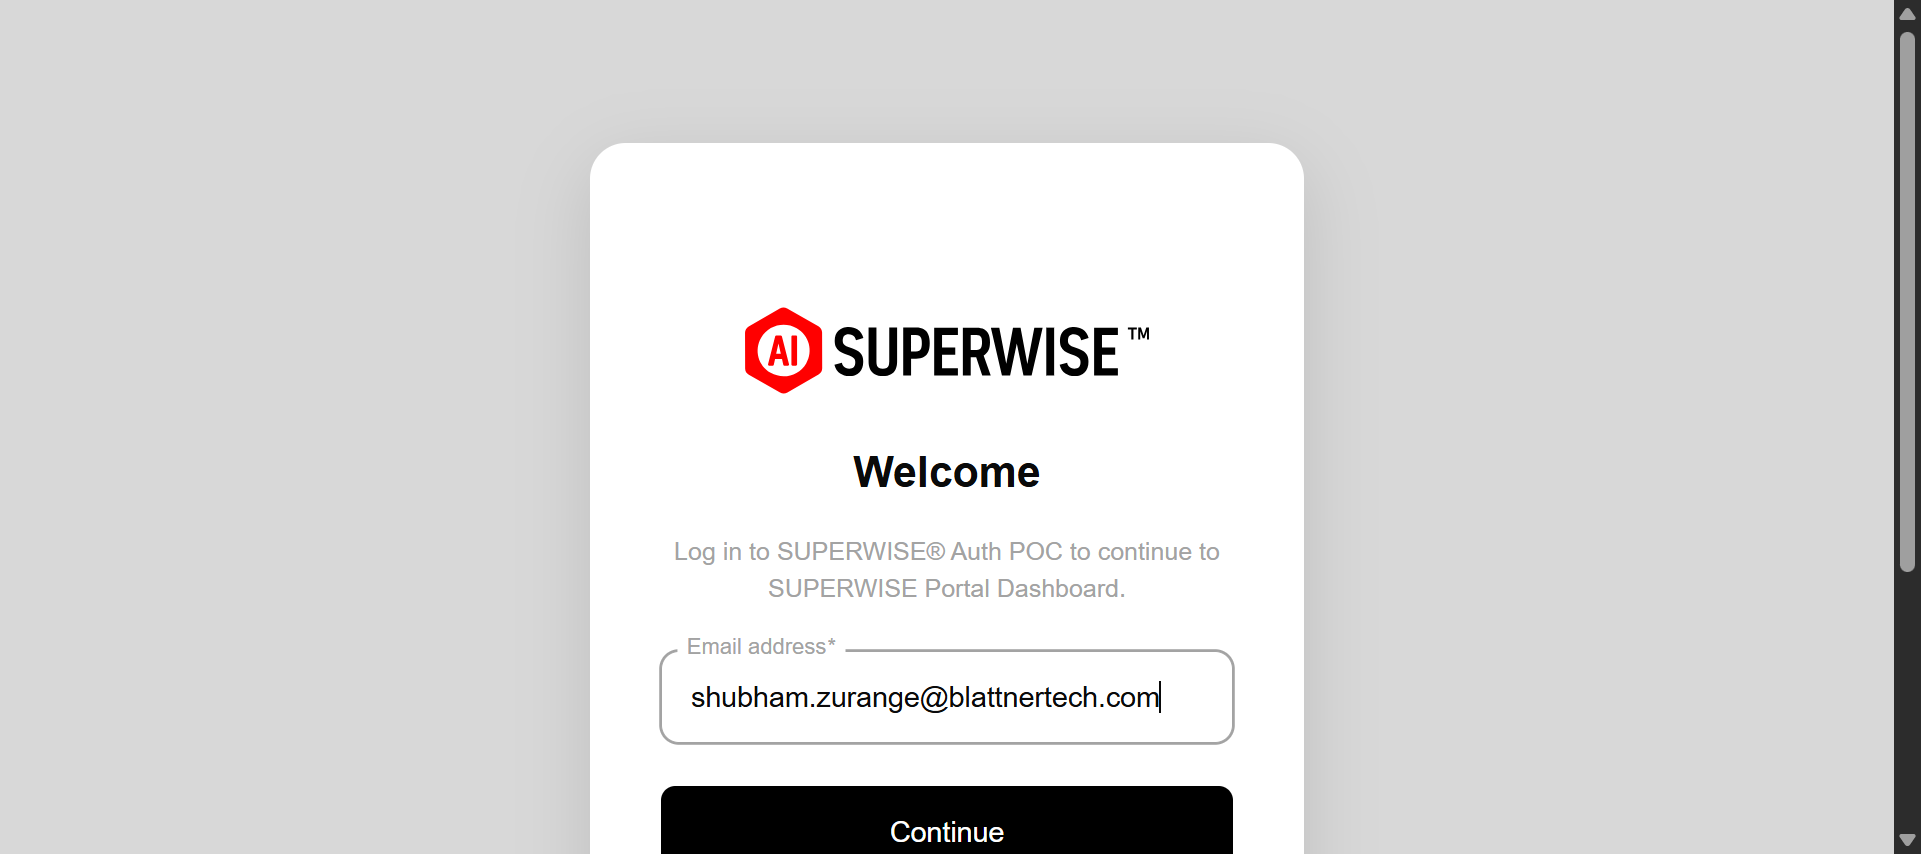 AI SUPERWISE™
Welcome
Log in to SUPERWISE® Auth POC to continue to
SUPERWISE Portal Dashboard.
Email address*
shubham.zurange@blattnertech.com
Continue